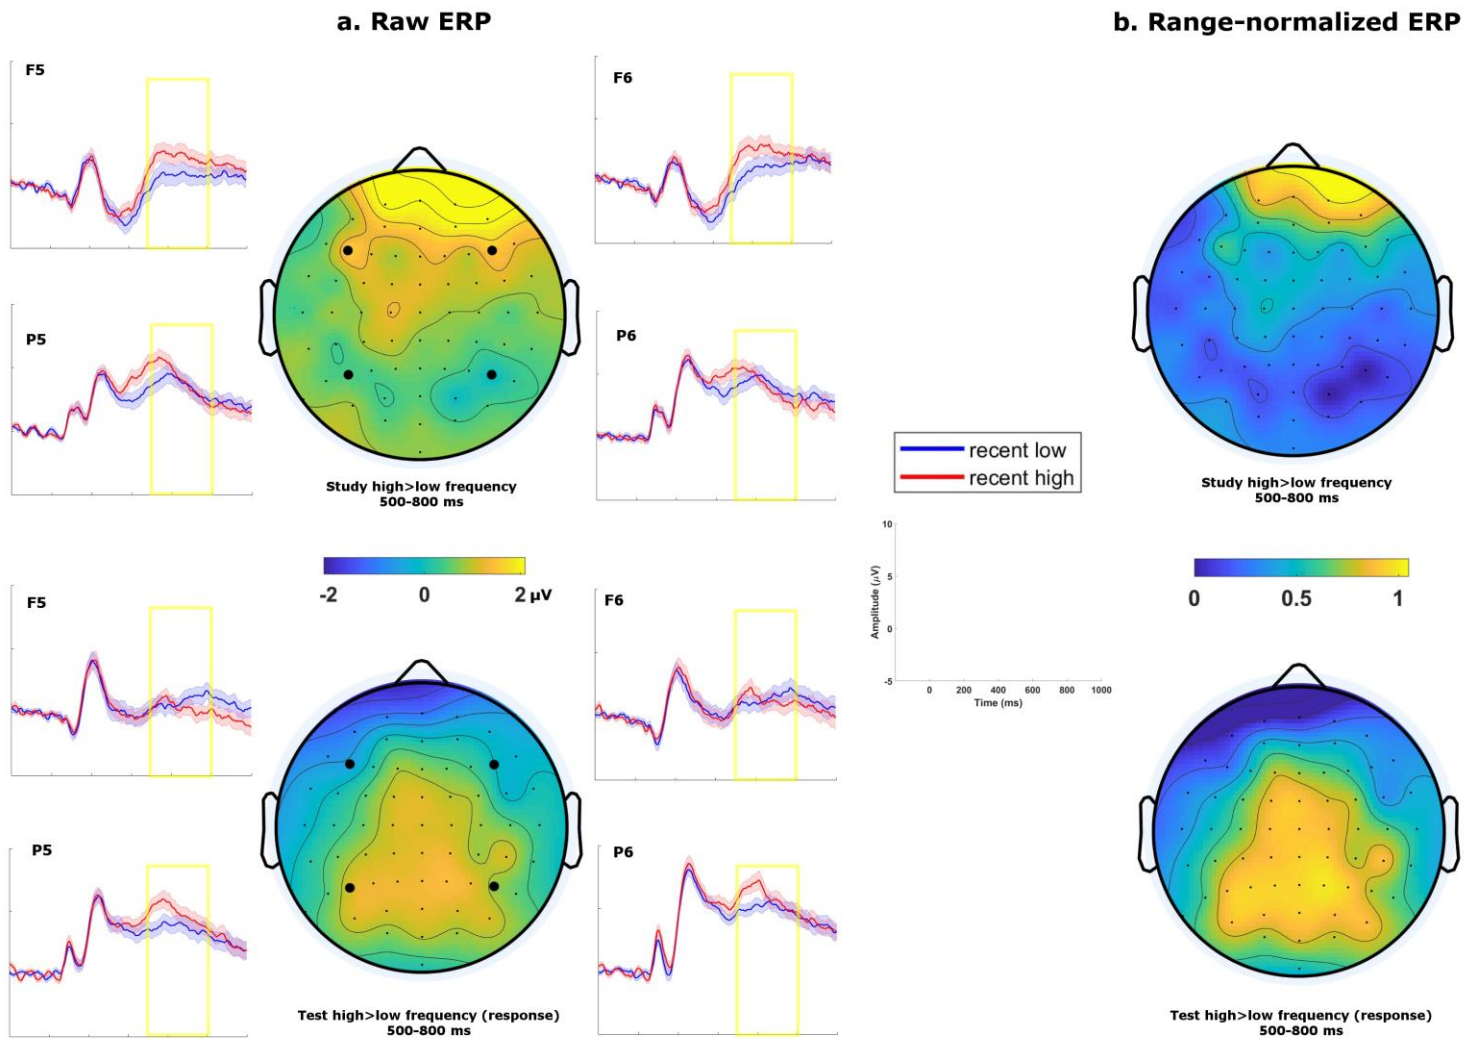 a. Raw ERP
b. Range-normalized ERP
F5
F6
P5
P6
Study high>low frequency
500-800 ms
recent low
recent high
Study high>low frequency
500-800 ms
-2 0 2 μV
10
5
0
-5
Amplitude (μV)
0 200 400 600 800 1000
Time (ms)
0 0.5 1
F5
F6
P5
P6
Test high>low frequency (response)
500-800 ms
Test high>low frequency (response)
500-800 ms